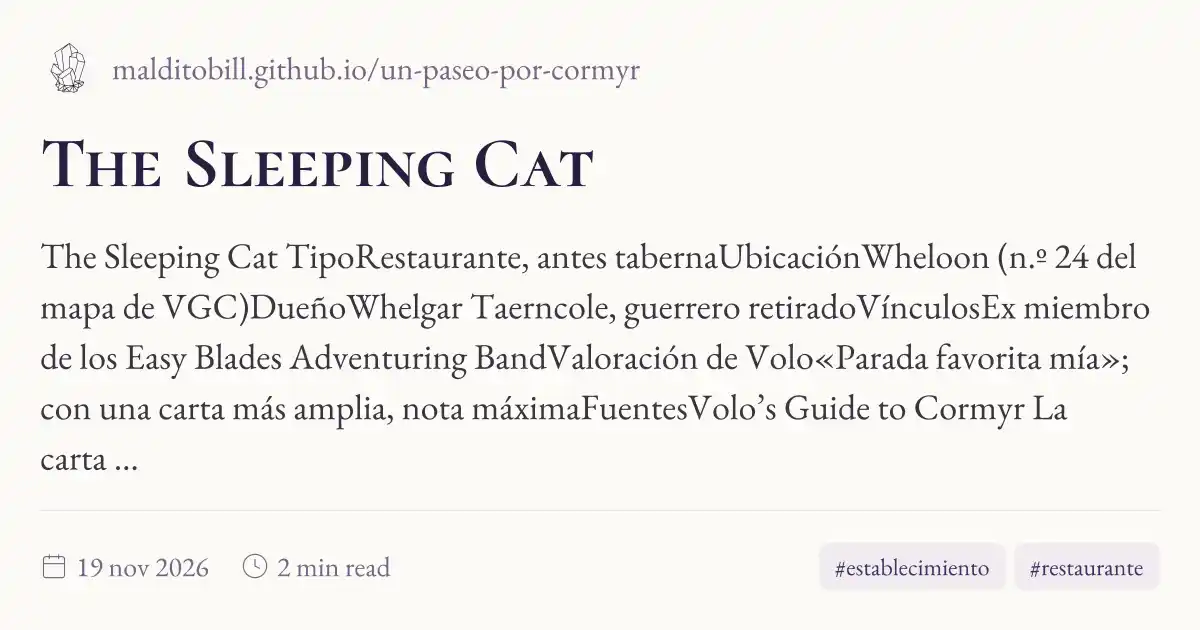 malditobill.github.io/un-paseo-por-cormyr
The Sleeping Cat
The Sleeping Cat TipoRestaurante, antes tabernaUbicaciónWheloon (n.º 24 del
mapa de VGC)DueñoWhelgar Taerncole, guerrero retiradoVínculosEx miembro
de los Easy Blades Adventuring BandValoración de Volo«Parada favorita mía»;
con una carta más amplia, nota máximaFuentesVolo’s Guide to Cormyr La
carta ...
19 nov 2026 2 min read #establecimiento #restaurante